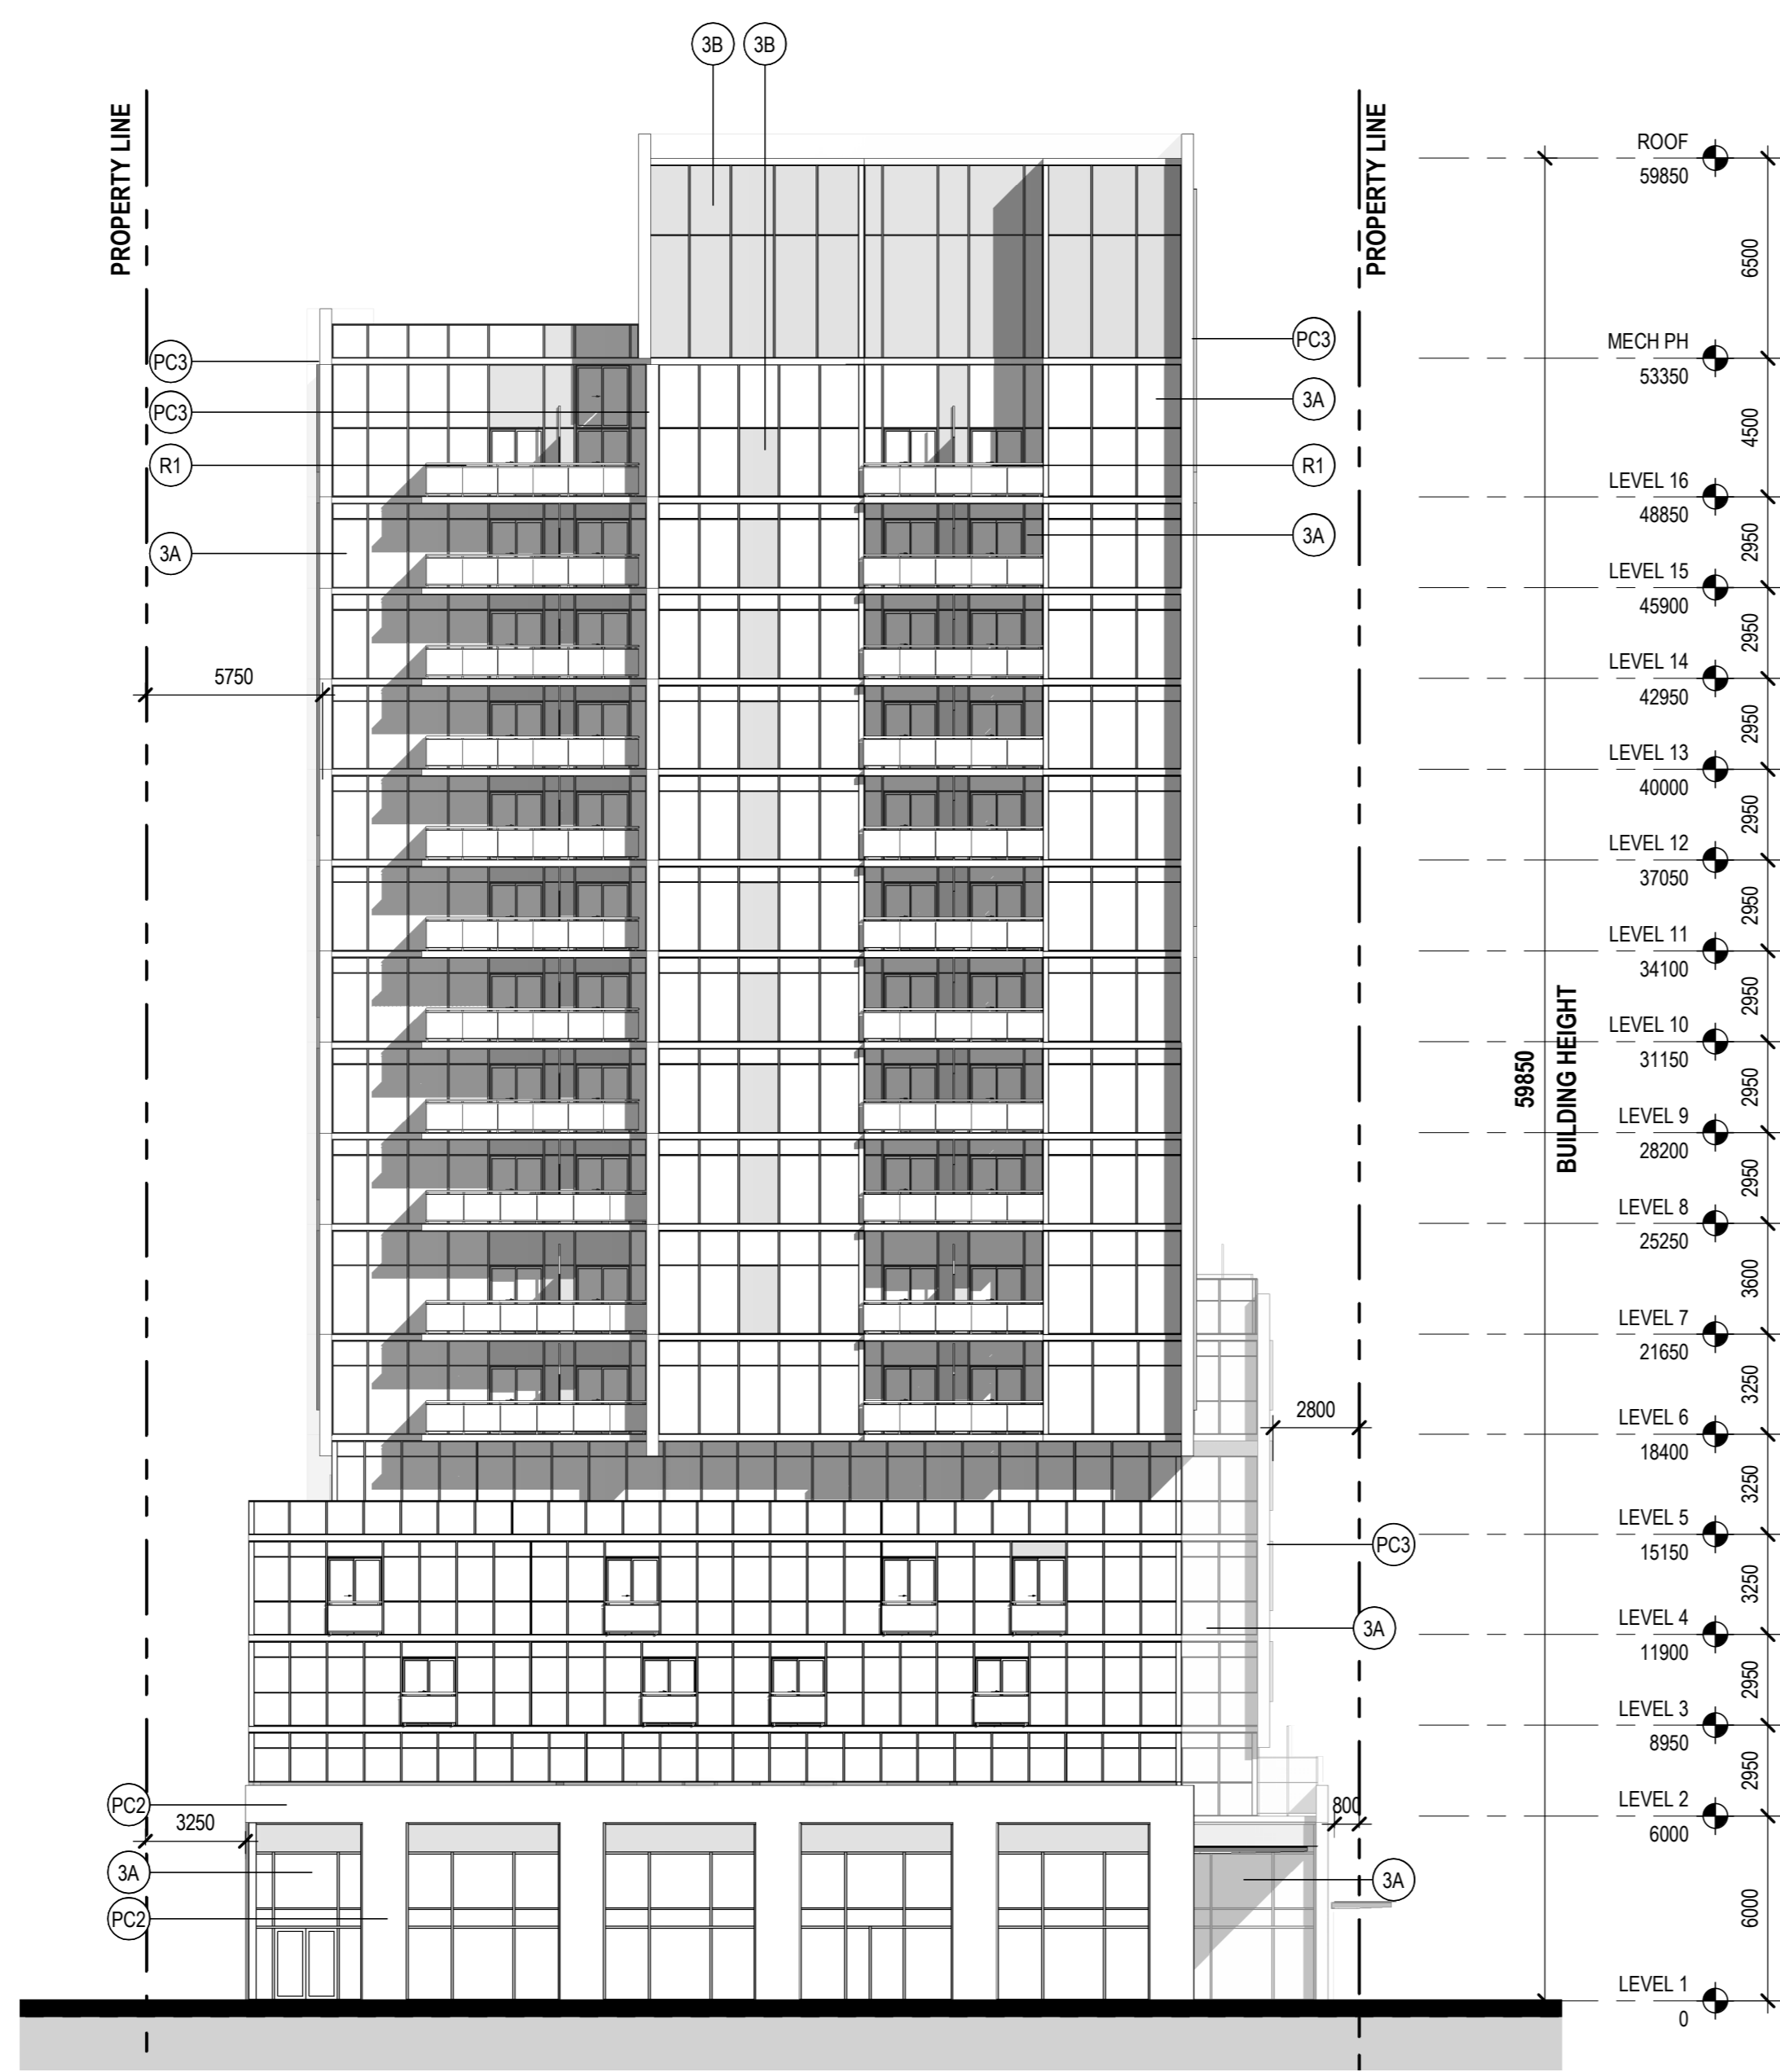 3B
3B
PROPERTY LINE
PROPERTY LINE
ROOF
59850
6500
PC3
PC3
MECH PH
53350
PC3
3A
4500
R1
R1
LEVEL 16
48850
3A
3A
2950
LEVEL 15
45900
2950
5750
LEVEL 14
42950
2950
LEVEL 13
40000
2950
LEVEL 12
37050
2950
LEVEL 11
34100
2950
LEVEL 10
31150
59850
BUILDING HEIGHT
2950
LEVEL 9
28200
2950
LEVEL 8
25250
3600
LEVEL 7
21650
3250
2800
LEVEL 6
18400
3250
LEVEL 5
15150
PC3
3250
3A
LEVEL 4
11900
2950
LEVEL 3
8950
2950
PC2
800
LEVEL 2
6000
3250
3A
3A
PC2
6000
LEVEL 1
0